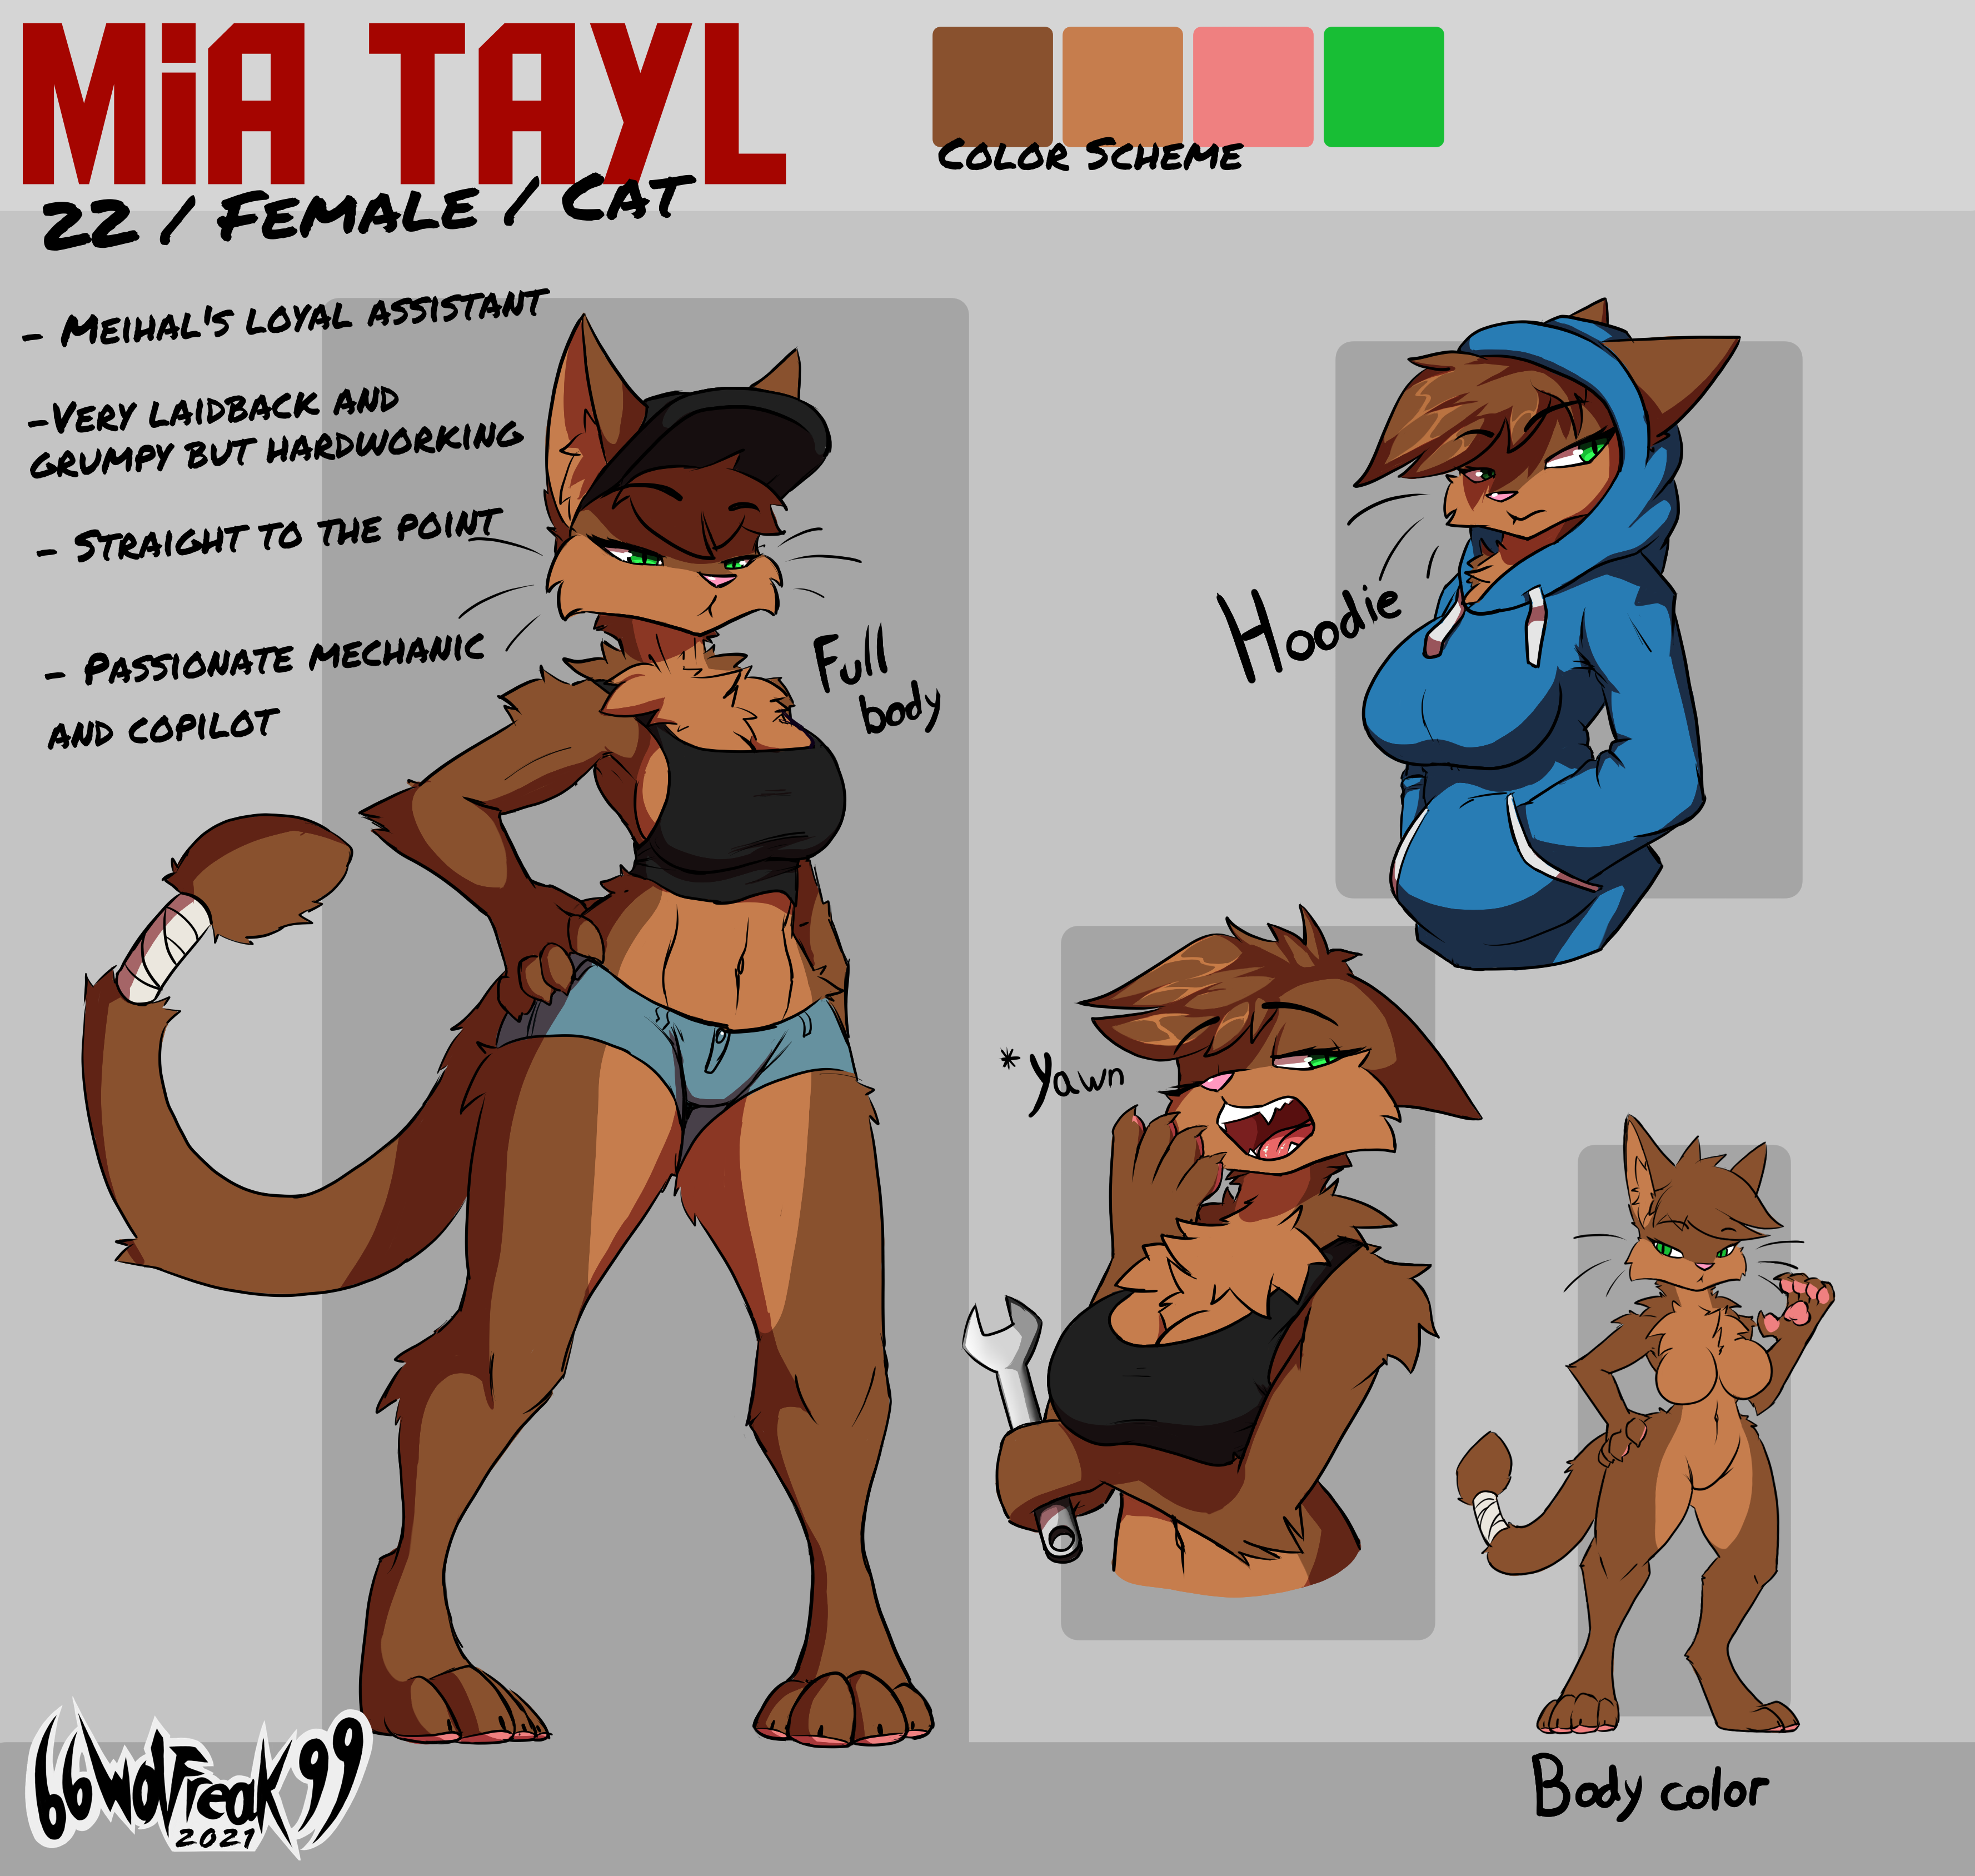 MiA TAYL
22 / FEMALE / CAT
COLOR SCHEME
- MEIHAL'S LOYAL ASSISTANT
-VERY LAIDBACK AND
GRUMPY BUT HARDWORKING
- STRAIGHT TO THE POINT
- PASSIONATE MECHANIC
AND COPILOT
Full
body
Hoodie
*Yawn
Body color
2021